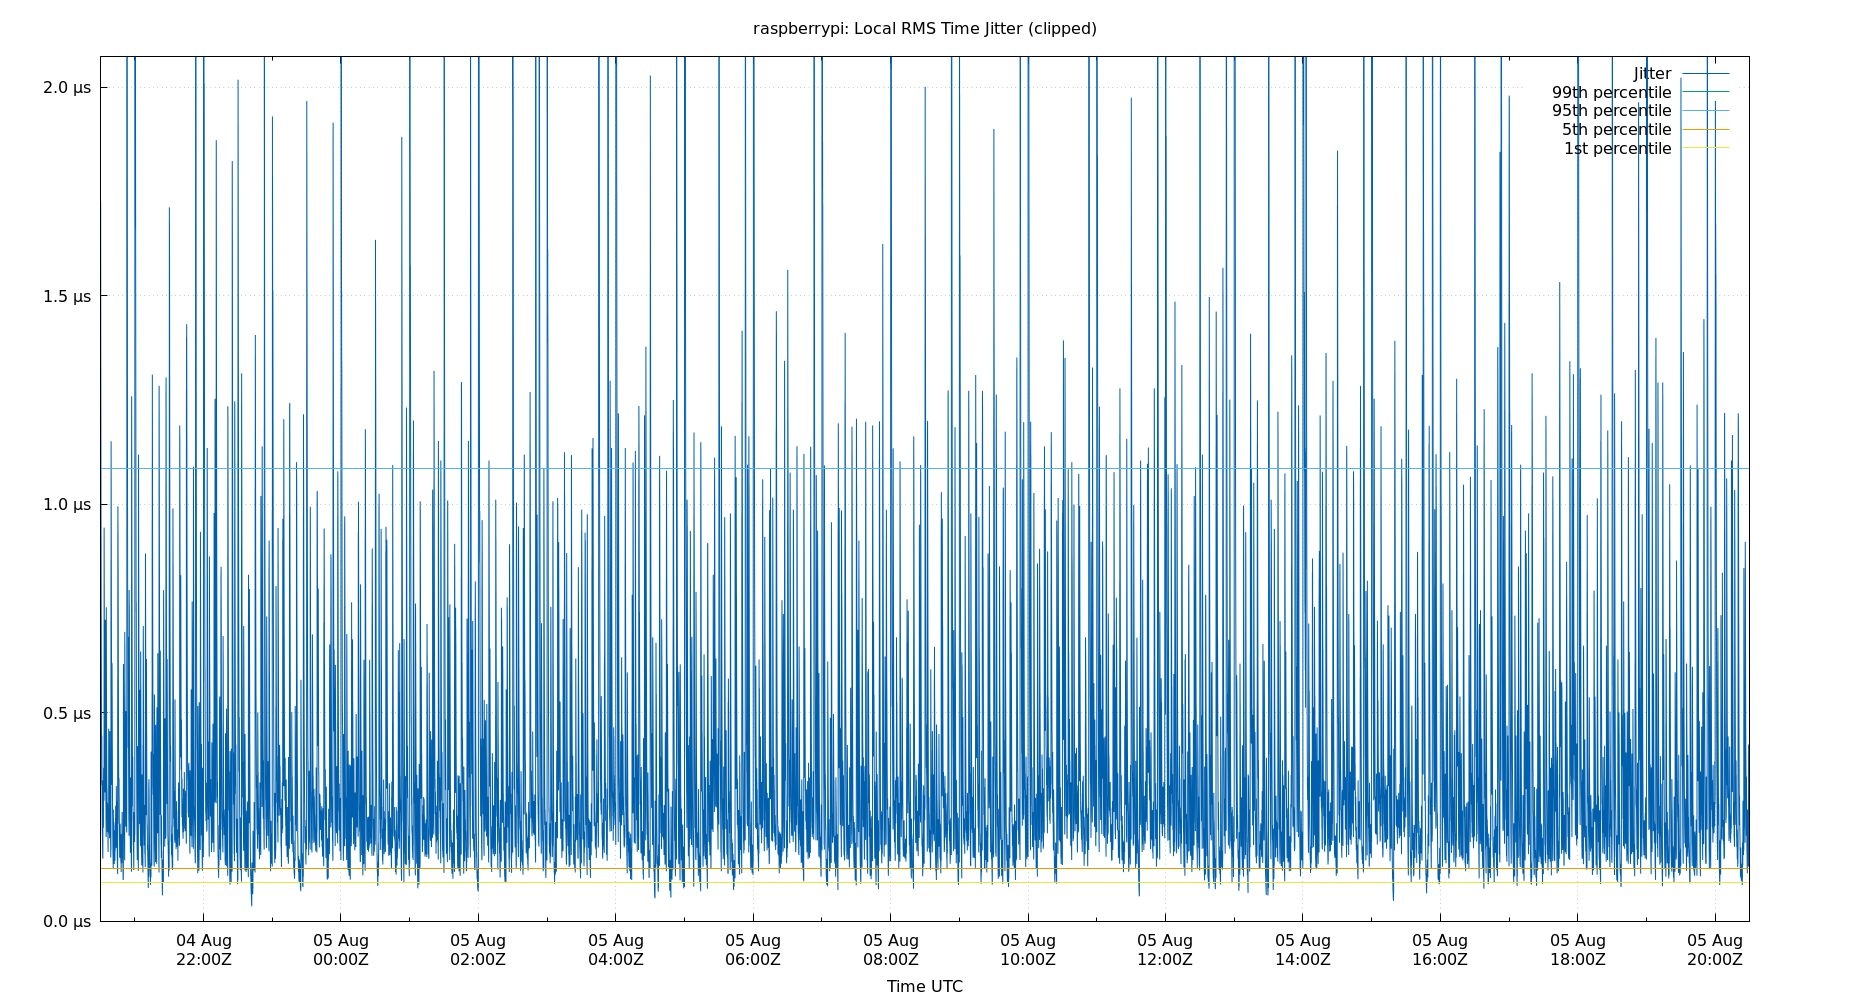 raspberrypi: Local RMS Time Jitter (clipped)
2.0 µs
1.5 µs
1.0 µs
0.5 µs
0.0 µs
Jitter
99th percentile
95th percentile
5th percentile
1st percentile
04 Aug 05 Aug 05 Aug 05 Aug 05 Aug 05 Aug 05 Aug 05 Aug 05 Aug 05 Aug 05 Aug 05 Aug
22:00Z 00:00Z 02:00Z 04:00Z 06:00Z 08:00Z 10:00Z 12:00Z 14:00Z 16:00Z 18:00Z 20:00Z
Time UTC